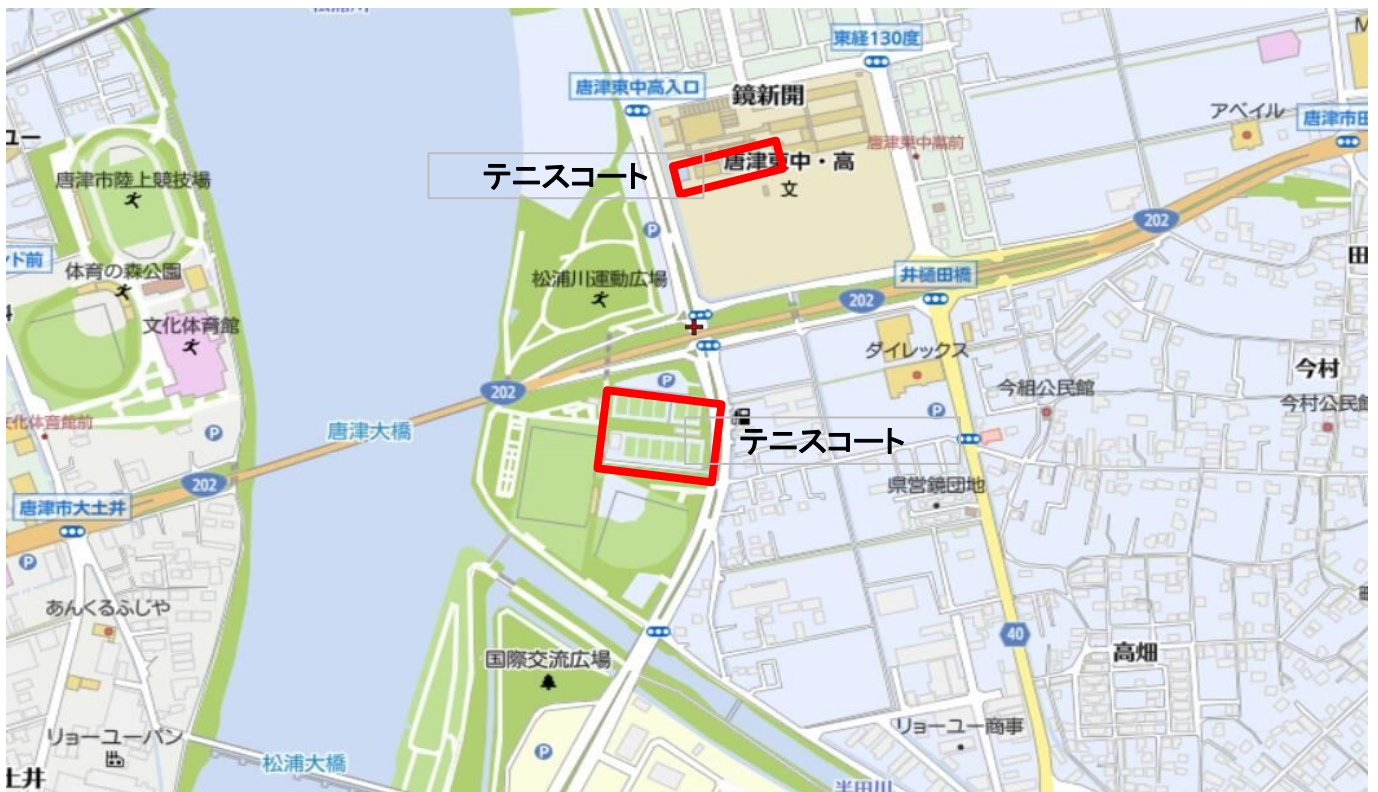 東経130度
唐津東中高入口
鏡新開
アベイル
唐津市田
ユー
唐津東中高前
テニスコート
唐津東中・高
文
唐津市陸上競技場
202
ド前
体育の森公園
松浦川運動広場
井樋田橋
田
202
文化体育館
ダイレックス
今村
202
今組公民館
今村公民館
化体育館前
唐津大橋
テニスコート
202
県営鏡団地
唐津市大土井
あんくるふじや
40
国際交流広場
高畑
リョーユー商事
リョーユーパン
松浦大橋
土井
半田川